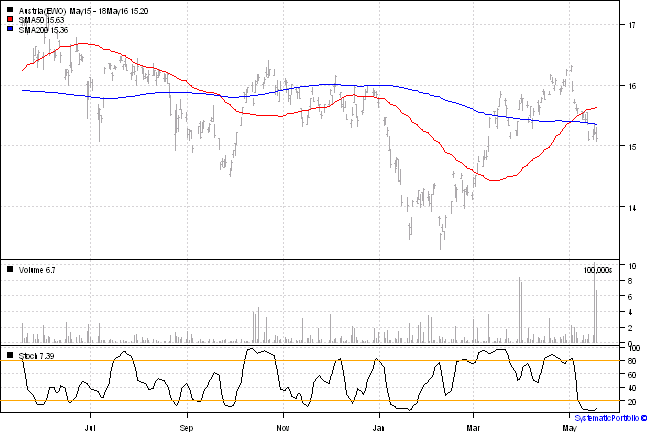 Austria(EWO) May15 - 18May16 15.20
SMA50 15.63
SMA200 15.36
17
16
15
14
Volume 6.7
100,000s
10
8
6
4
2
0
Stoch 7.39
100
80
60
40
20
Jul
Sep
Nov
Jan
Mar
May
SystematicPortfolio ©